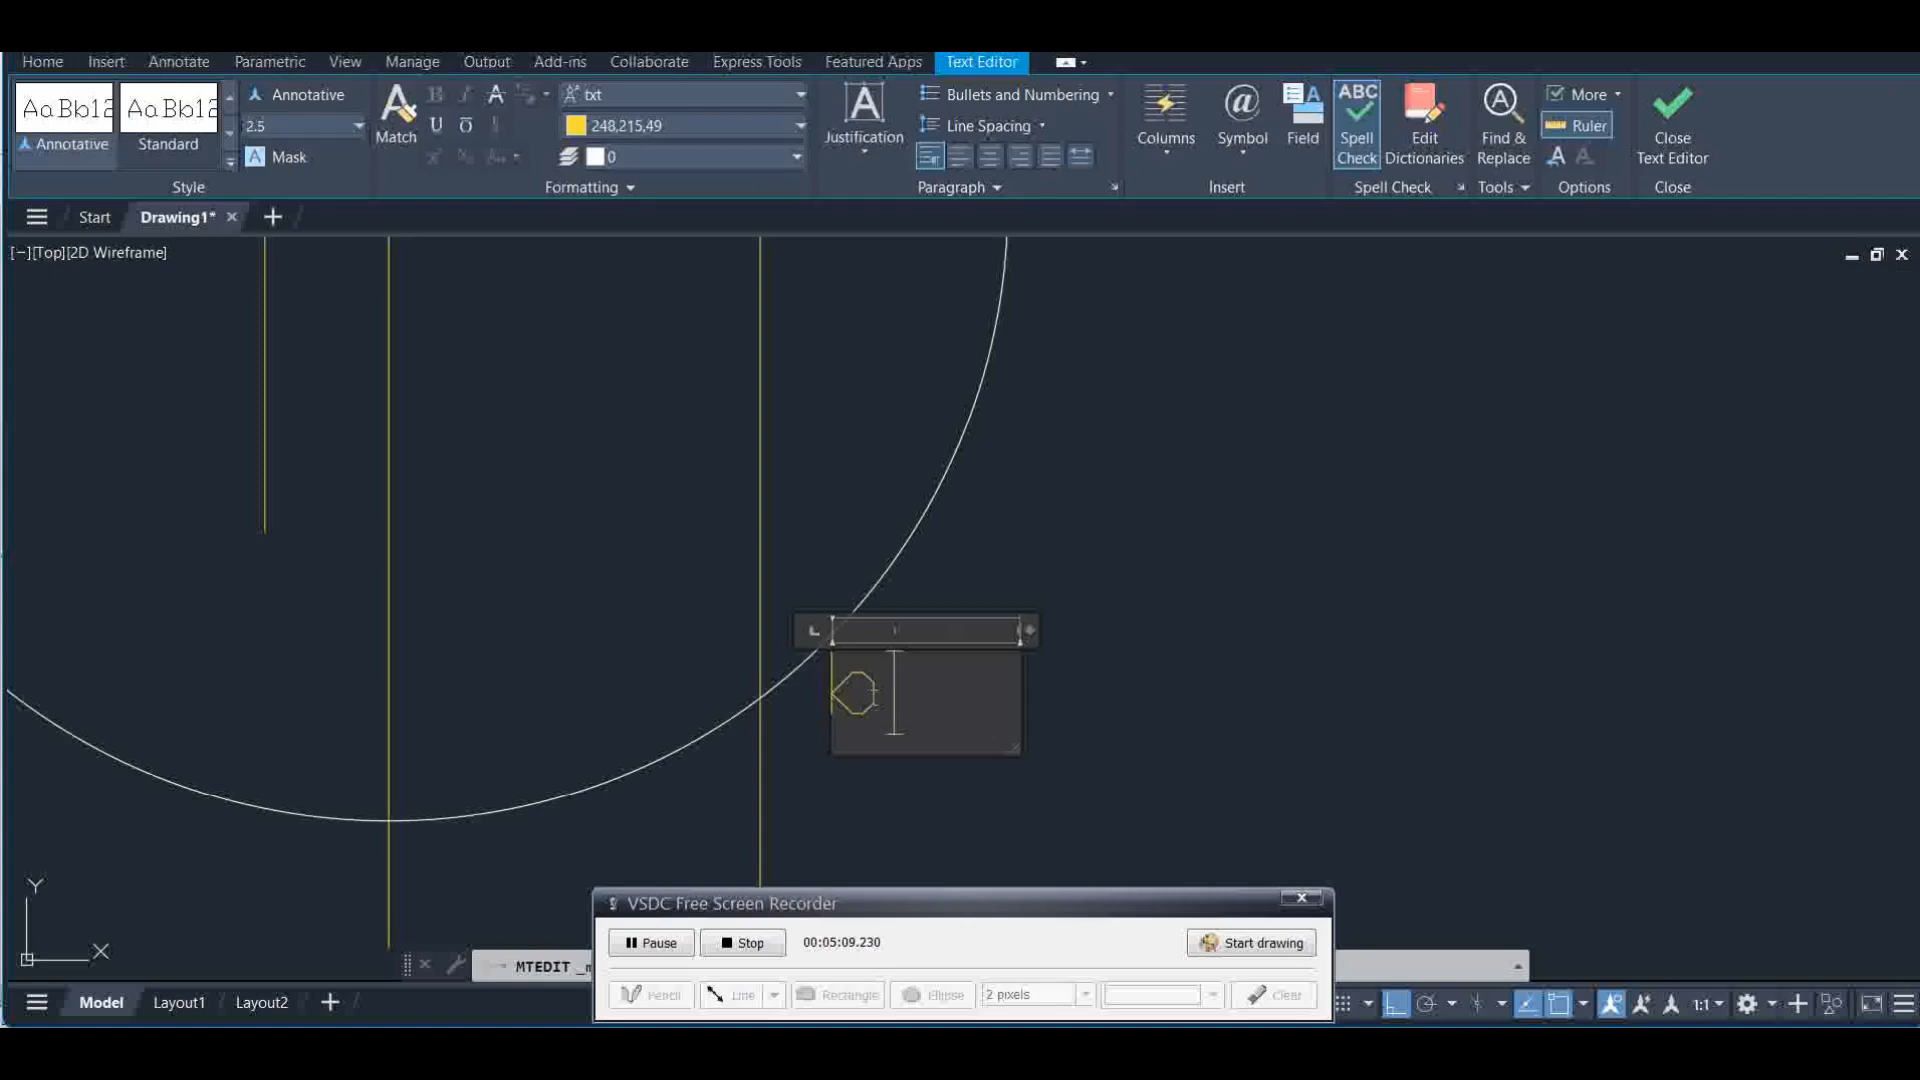 Home Insert Annotate Parametric View Manage Output Add-ins Collaborate Express Tools Featured Apps Text Editor
Aa Bb12 Aa Bb12
Annotative Standard
Annotative
2.5
Mask
Style
Match
txt
248,215,49
0
Formatting
Justification
Bullets and Numbering
Line Spacing
Paragraph
Columns
Symbol
Field
Insert
ABC
Spell
Check
Edit
Dictionaries
Spell Check
Find &
Replace
Tools
More
Ruler
Options
Close
Text Editor
Close
Start Drawing1*
[−][Top][2D Wireframe]
Y
X
MTEDIT
VSDC Free Screen Recorder
Pause Stop 00:05:09.230 Start drawing
Pencil Line Rectangle Ellipse 2 pixels Clear
Model Layout1 Layout2
1:1